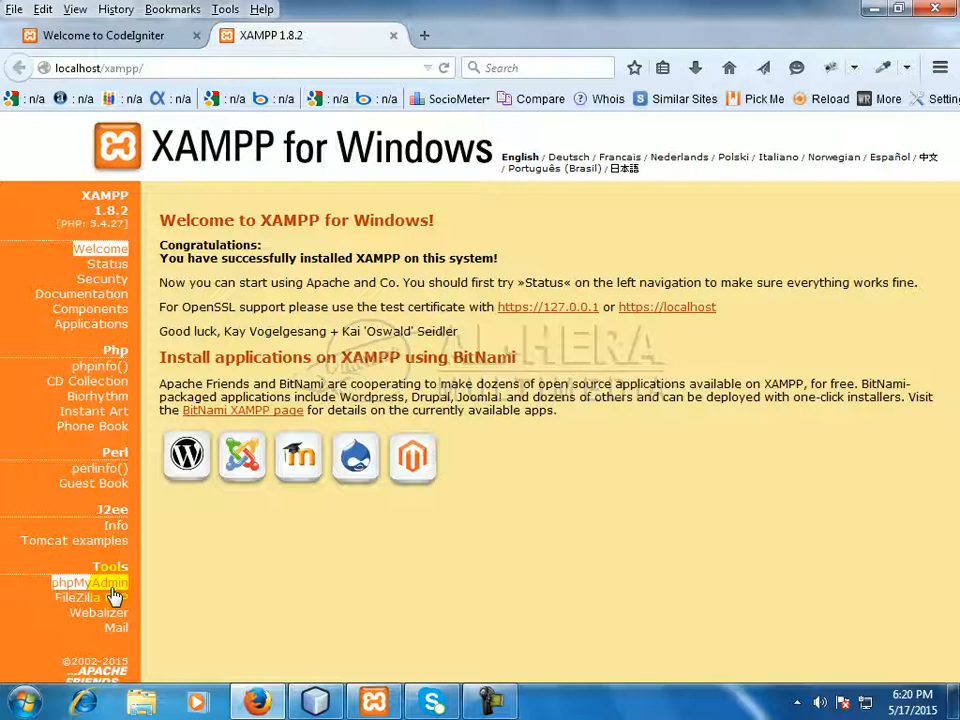 File Edit View History Bookmarks Tools Help
Welcome to CodeIgniter × XAMPP 1.8.2 × +
localhost/xampp/ Search
: n/a : n/a : n/a : n/a : n/a : n/a : n/a : n/a SocioMeter Compare Whois Similar Sites Pick Me Reload More Setting
XAMPP for Windows
English / Deutsch / Francais / Nederlands / Polski / Italiano / Norwegian / Español / 中文
/ Português (Brasil) / 日本語
XAMPP
1.8.2
[PHP: 5.4.27]
Welcome
Status
Security
Documentation
Components
Applications
Php
phpinfo()
CD Collection
Biorhythm
Instant Art
Phone Book
Perl
perlinfo()
Guest Book
J2ee
Info
Tomcat examples
Tools
phpMyAdmin
FileZilla
Webalizer
Mail
©2002-2015
...APACHE
FRIENDS
Welcome to XAMPP for Windows!
Congratulations:
You have successfully installed XAMPP on this system!
Now you can start using Apache and Co. You should first try »Status« on the left navigation to make sure everything works fine.
For OpenSSL support please use the test certificate with https://127.0.0.1 or https://localhost
Good luck, Kay Vogelgesang + Kai 'Oswald' Seidler
Install applications on XAMPP using BitNami
Apache Friends and BitNami are cooperating to make dozens of open source applications available on XAMPP, for free. BitNami-
packaged applications include Wordpress, Drupal, Joomla! and dozens of others and can be deployed with one-click installers. Visit
the BitNami XAMPP page for details on the currently available apps.
AL-HERA
MULTIMEDIA
6:20 PM
5/17/2015